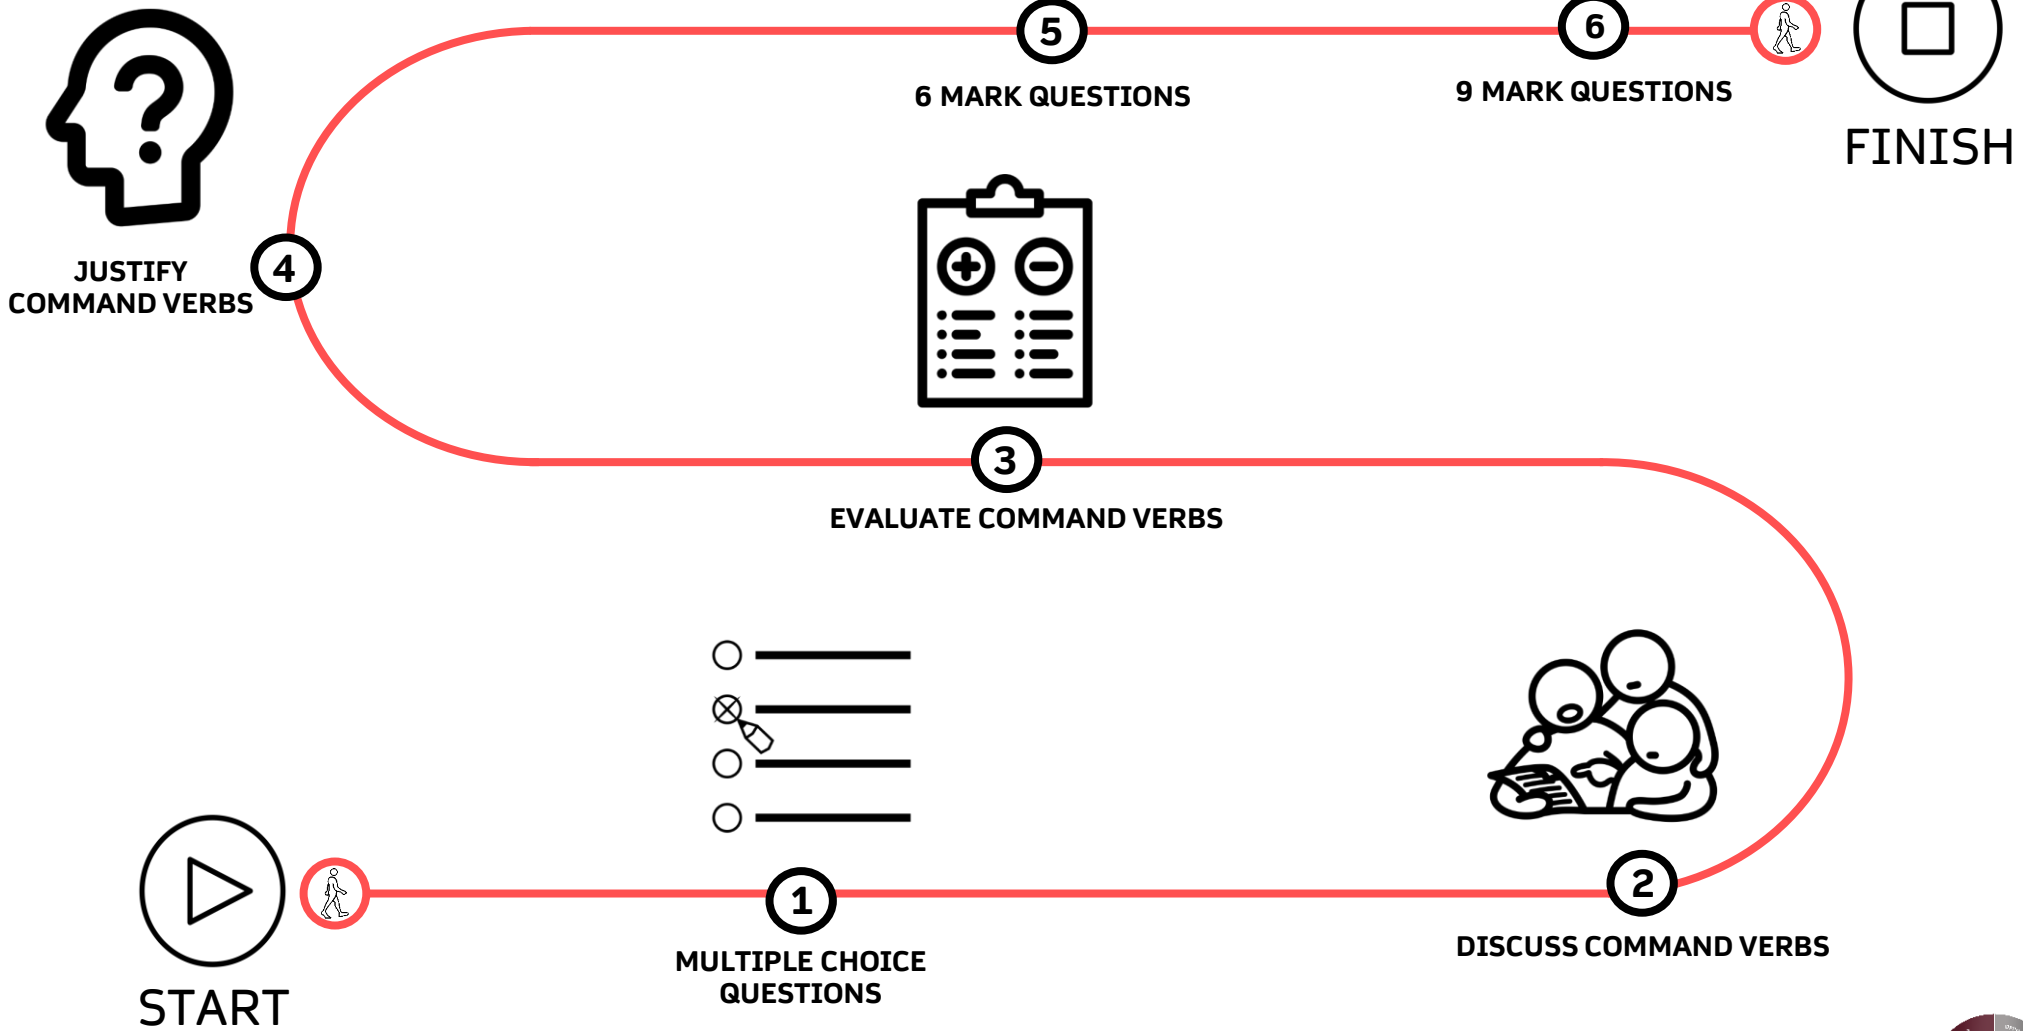 5
6
6 MARK QUESTIONS
9 MARK QUESTIONS
FINISH
?
4
JUSTIFY
COMMAND VERBS
3
EVALUATE COMMAND VERBS
1
2
MULTIPLE CHOICE
QUESTIONS
DISCUSS COMMAND VERBS
START